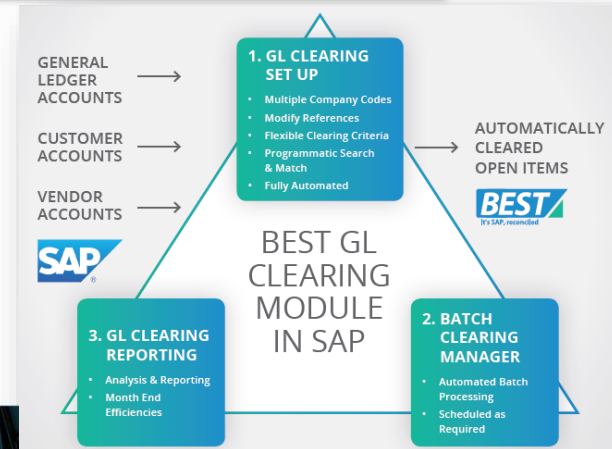 GENERAL
LEDGER
ACCOUNTS
CUSTOMER
ACCOUNTS
VENDOR
ACCOUNTS
SAP
®
1. GL CLEARING
SET UP
• Multiple Company Codes
• Modify References
• Flexible Clearing Criteria
• Programmatic Search
& Match
• Fully Automated
AUTOMATICALLY
CLEARED
OPEN ITEMS
BEST
It's SAP, reconciled
BEST GL
CLEARING
MODULE
IN SAP
2. BATCH
CLEARING
MANAGER
• Automated Batch
Processing
• Scheduled as
Required
3. GL CLEARING
REPORTING
• Analysis & Reporting
• Month End
Efficiencies